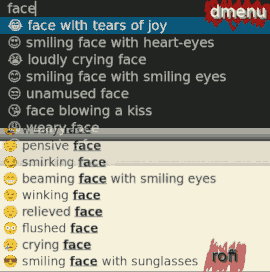 face
dmenu
😂 face with tears of joy
😍 smiling face with heart-eyes
😭 loudly crying face
😊 smiling face with smiling eyes
😒 unamused face
😘 face blowing a kiss
😩 weary face
😔 pensive face
😏 smirking face
😁 beaming face with smiling eyes
😉 winking face
😌 relieved face
😳 flushed face
😢 crying face
😎 smiling face with sunglasses
rofi